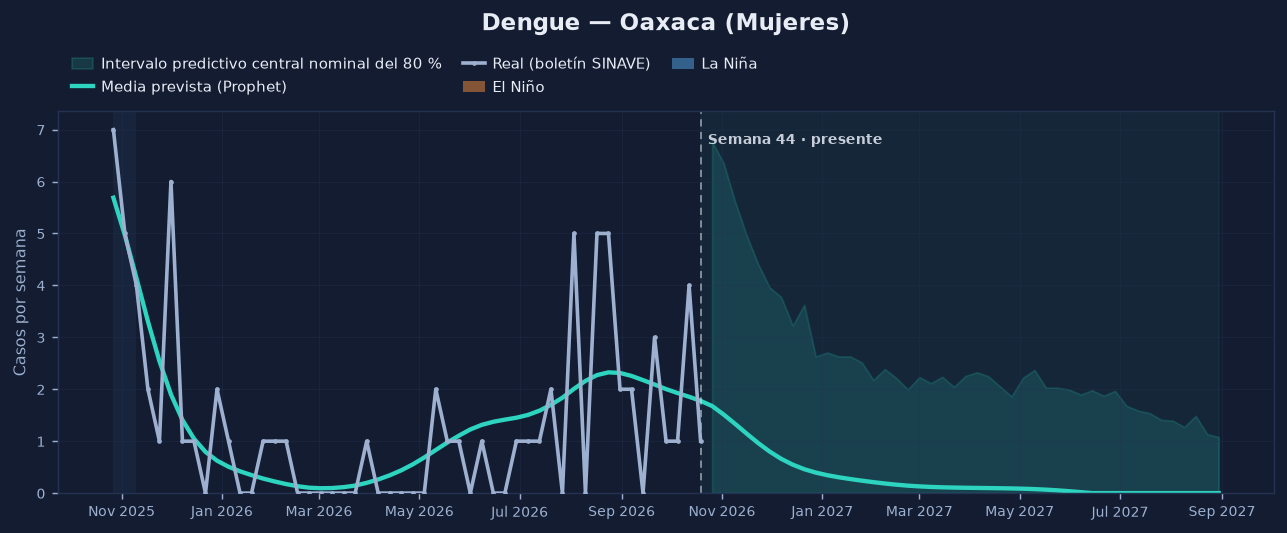 Dengue — Oaxaca (Mujeres)
Intervalo predictivo central nominal del 80 %
Real (boletín SINAVE)
La Niña
Media prevista (Prophet)
El Niño
Semana 44 · presente
Casos por semana
7
6
5
4
3
2
1
0
Nov 2025
Jan 2026
Mar 2026
May 2026
Jul 2026
Sep 2026
Nov 2026
Jan 2027
Mar 2027
May 2027
Jul 2027
Sep 2027